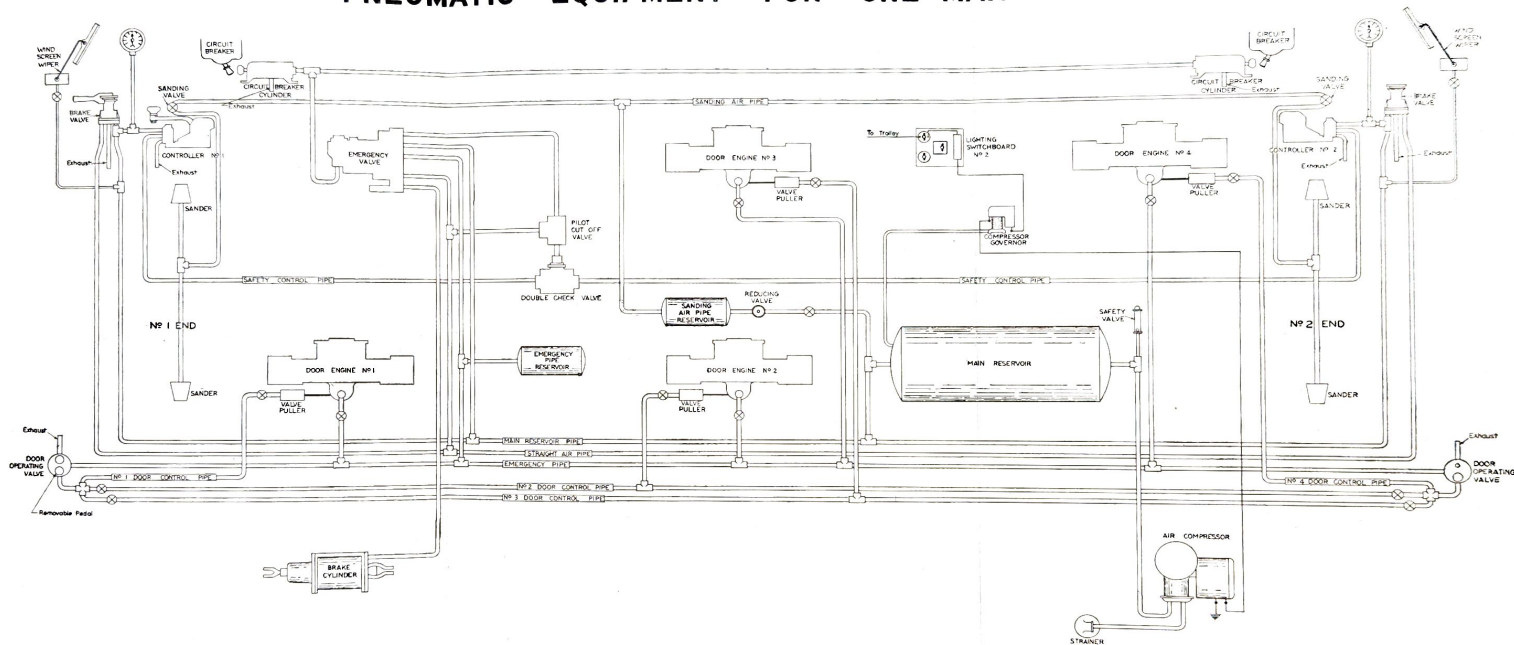 PNEUMATIC EQUIPMENT FOR ONE MAN
WIND
SCREEN
WIPER
CIRCUIT
BREAKER
CIRCUIT BREAKER
CYLINDER
Exhaust
SANDING
VALVE
BRAKE
VALVE
Exhaust
CONTROLLER Nº 1
Exhaust
SANDER
EMERGENCY
VALVE
SANDING AIR PIPE
DOOR ENGINE Nº 3
VALVE
PULLER
To Trolley
LIGHTING
SWITCHBOARD
Nº 2
DOOR ENGINE Nº 4
VALVE
PULLER
CIRCUIT
BREAKER
CIRCUIT BREAKER
CYLINDER
Exhaust
SANDING
VALVE
WIND
SCREEN
WIPER
BRAKE
VALVE
Exhaust
CONTROLLER Nº 2
Exhaust
SANDER
PILOT
CUT OFF
VALVE
COMPRESSOR
GOVERNOR
SAFETY CONTROL PIPE
DOUBLE CHECK VALVE
SAFETY CONTROL PIPE
SANDING
AIR PIPE
RESERVOIR
REDUCING
VALVE
SAFETY
VALVE
Nº 1 END
Nº 2 END
MAIN RESERVOIR
EMERGENCY
PIPE
RESERVOIR
DOOR ENGINE Nº 1
VALVE
PULLER
DOOR ENGINE Nº 2
VALVE
PULLER
SANDER
SANDER
Exhaust
DOOR
OPERATING
VALVE
Removable Pedal
MAIN RESERVOIR PIPE
STRAIGHT AIR PIPE
EMERGENCY PIPE
Nº 1 DOOR CONTROL PIPE
Nº 2 DOOR CONTROL PIPE
Nº 3 DOOR CONTROL PIPE
Nº 4 DOOR CONTROL PIPE
Exhaust
DOOR
OPERATING
VALVE
BRAKE
CYLINDER
AIR COMPRESSOR
STRAINER